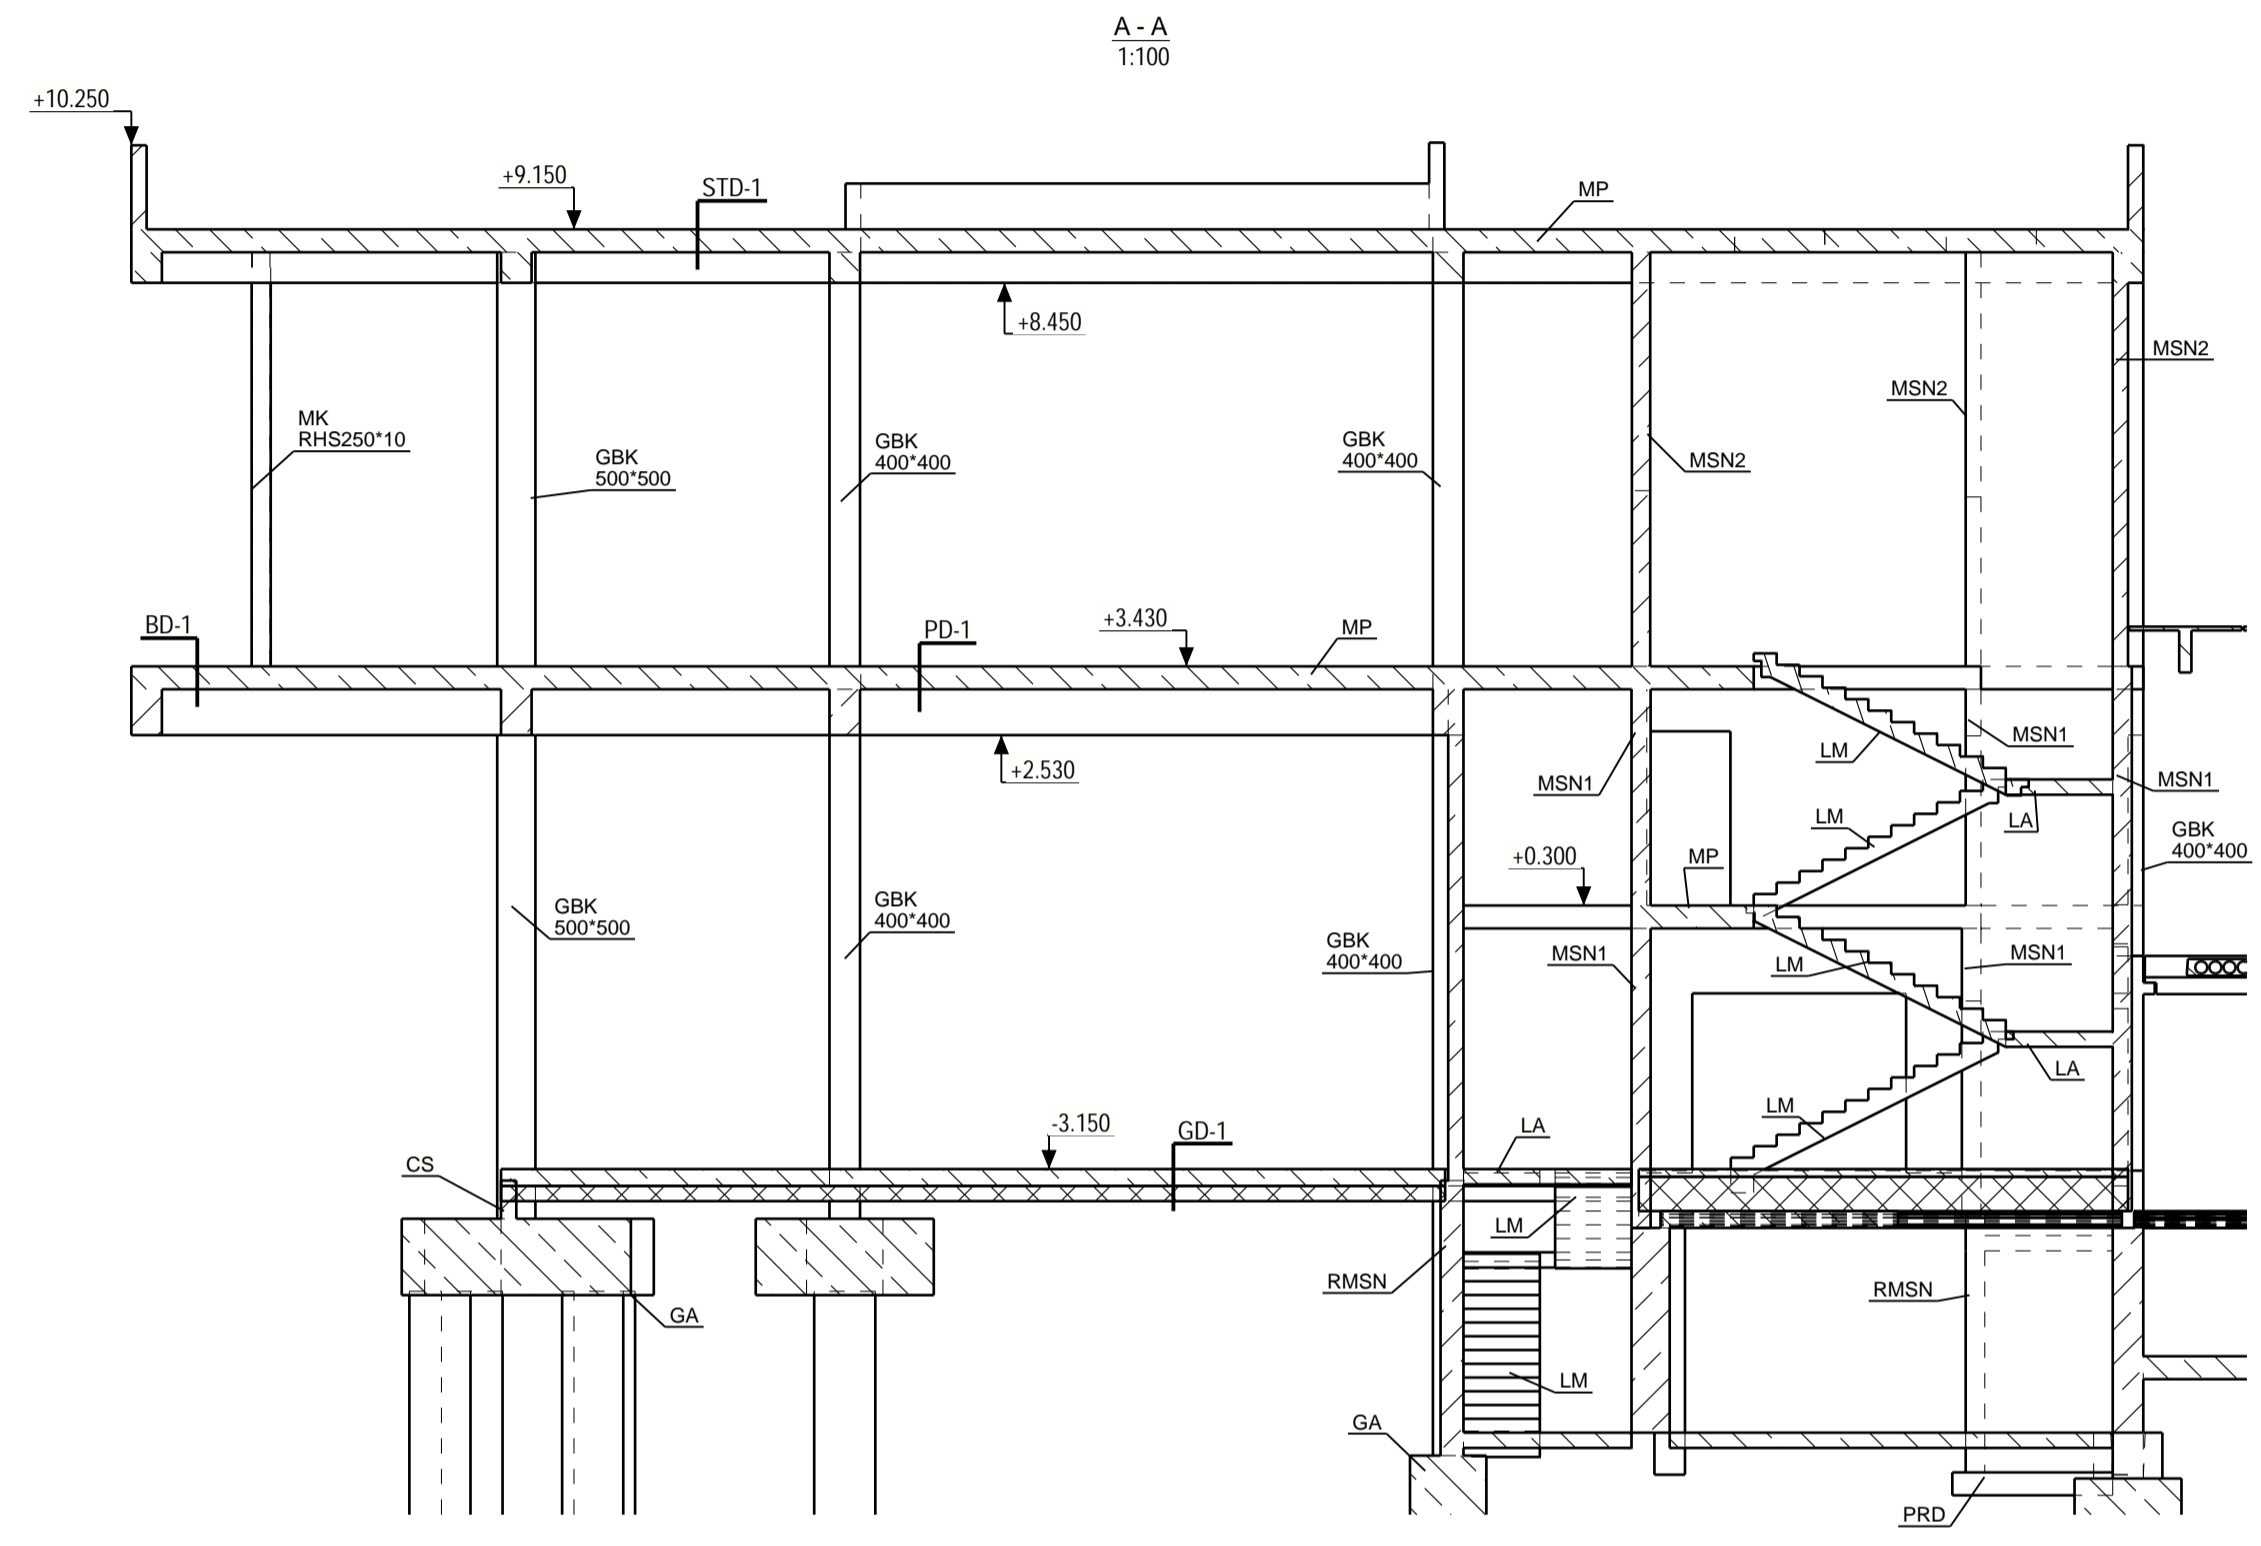 A - A
1:100
+10.250
+9.150
STD-1
MP
+8.450
MSN2
MSN2
MK
RHS250*10
GBK
500*500
GBK
400*400
GBK
400*400
MSN2
BD-1
PD-1
+3.430
MP
+2.530
MSN1
LM
MSN1
MSN1
LM
LA
GBK
400*400
+0.300
MP
GBK
500*500
GBK
400*400
GBK
400*400
MSN1
LM
MSN1
LA
LM
-3.150
GD-1
LA
CS
LM
RMSN
RMSN
GA
LM
GA
PRD